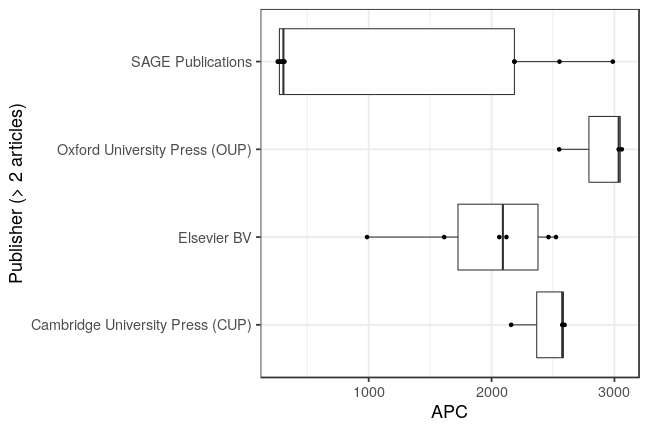 Publisher (> 2 articles)
SAGE Publications
Oxford University Press (OUP)
Elsevier BV
Cambridge University Press (CUP)
1000 2000 3000
APC